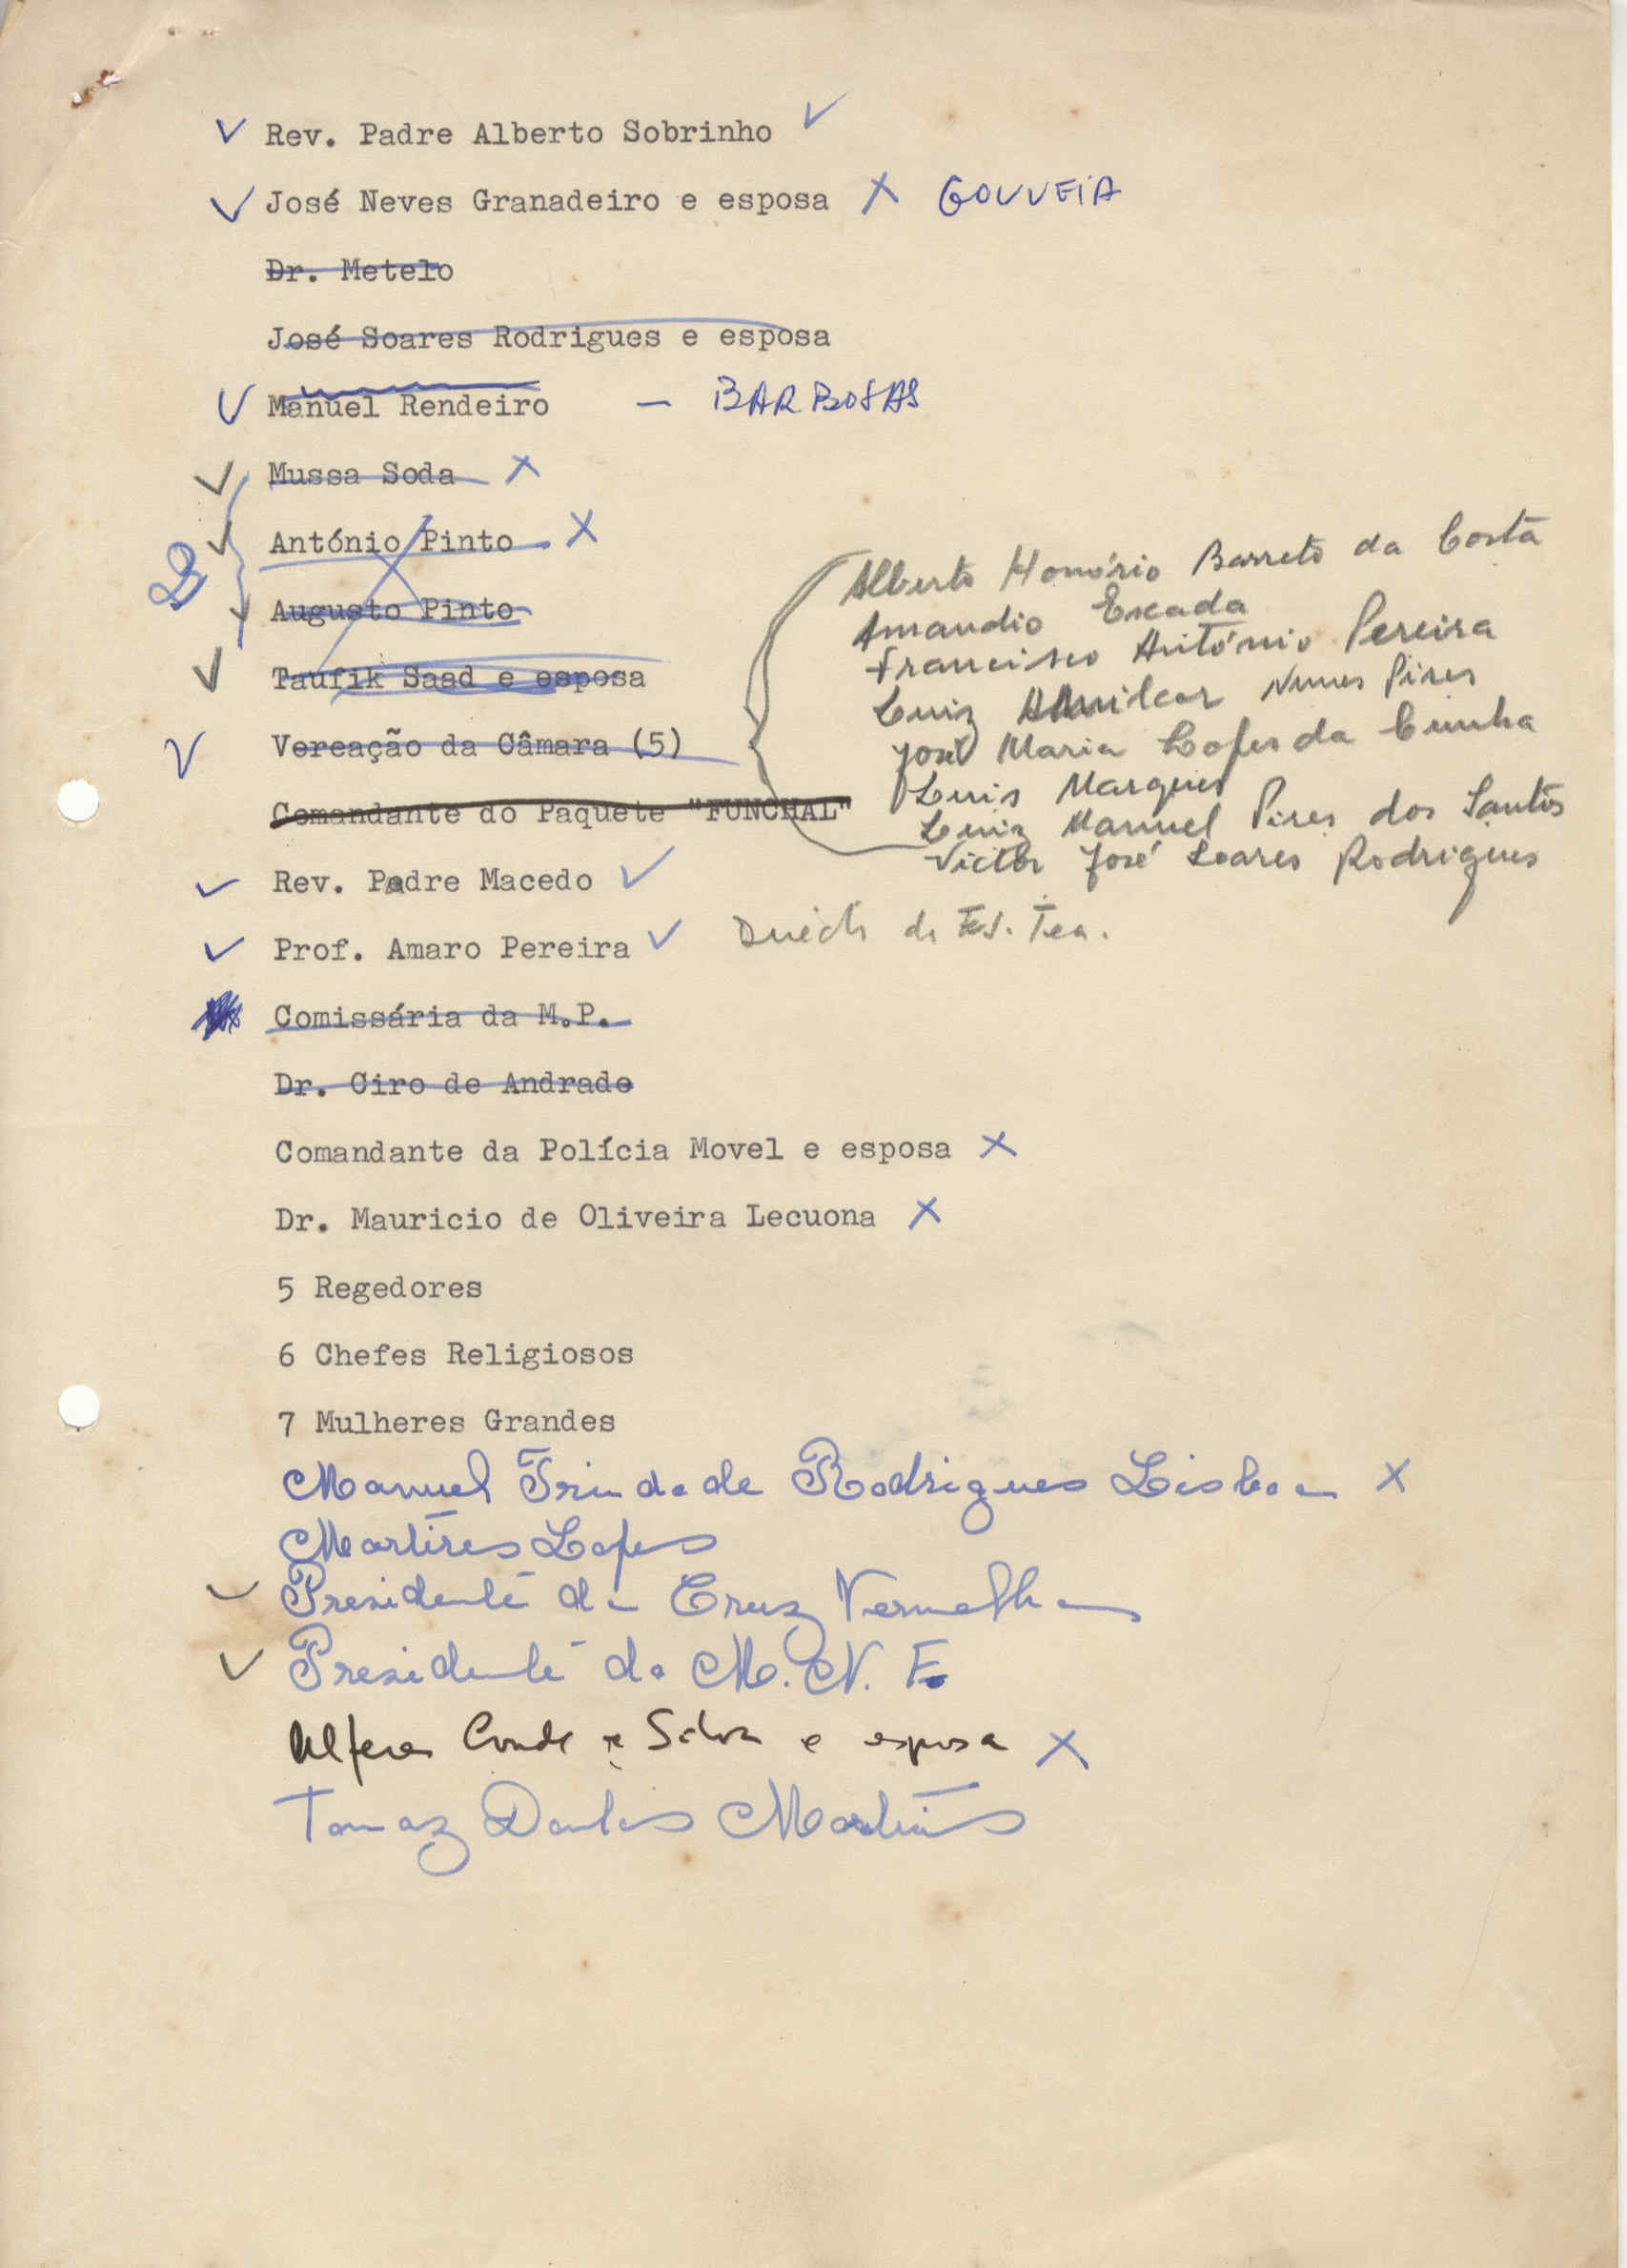 Rev. Padre Alberto Sobrinho
José Neves Granadeiro e esposa X GOUVEIA
Dr. Metelo
José Soares Rodrigues e esposa
Manuel Rendeiro - BARBOSAS
Mussa Soda X
António Pinto X
Augusto Pinto
Taufik Saad e esposa
Vereação da Câmara (5)
Alberto Honório Barreto da Costa
Amandio Escada
Francisco António Pereira
Luiz Amilcar Nunes Pires
José Maria Lopes da Cunha
Luis Marques
Luiz Manuel Pires dos Santos
Victor José Soares Rodrigues
Comandante do Paquete "FUNCHAL"
Rev. Padre Macedo
Prof. Amaro Pereira
Comissária da M.P.
Dr. Ciro de Andrade
Comandante da Polícia Movel e esposa X
Dr. Mauricio de Oliveira Lecuona X
5 Regedores
6 Chefes Religiosos
7 Mulheres Grandes
Manuel Trindade Rodrigues Lisboa X
Martires Lopes
Presidente da Cruz Vermelha
Presidente do M. N. F.
Alferes Conde e Silva e esposa X
Tomaz Dantas Martins